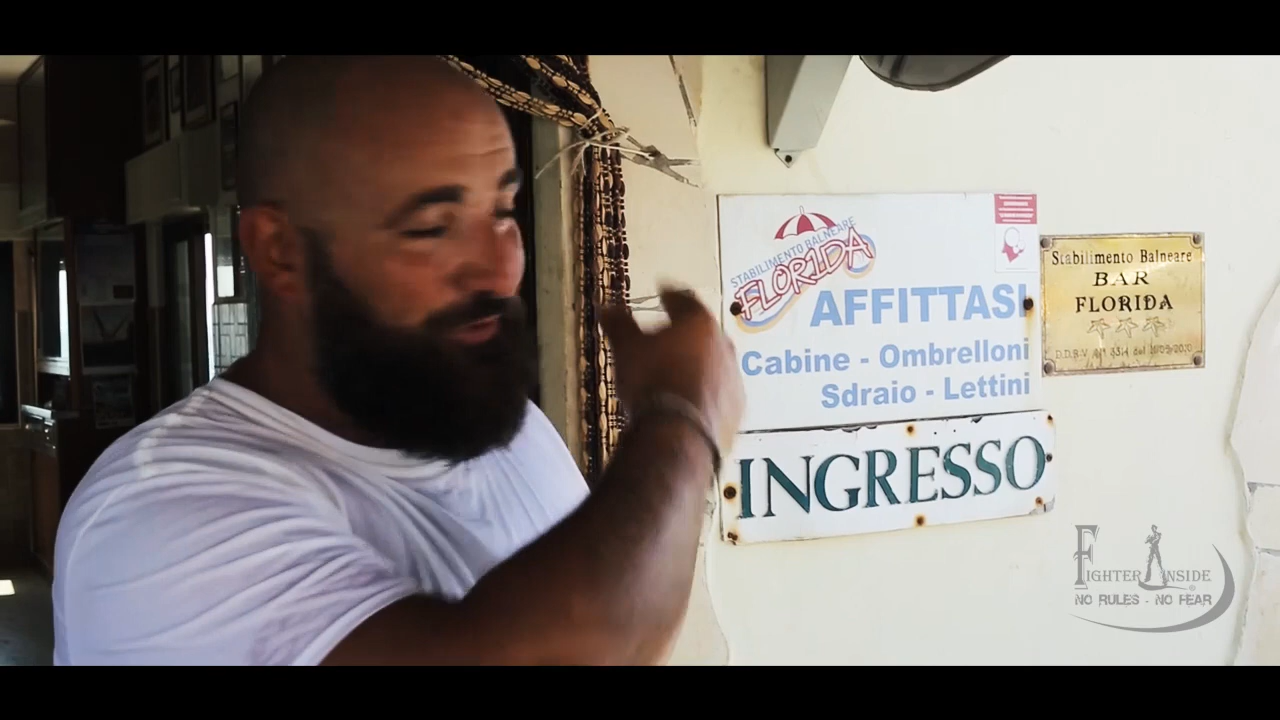 STABILIMENTO BALNEARE
FLORIDA
AFFITTASI
Cabine - Ombrelloni
Sdraio - Lettini
INGRESSO
Stabilimento Balneare
BAR
FLORIDA
FIGHTER INSIDE
NO RULES - NO FEAR